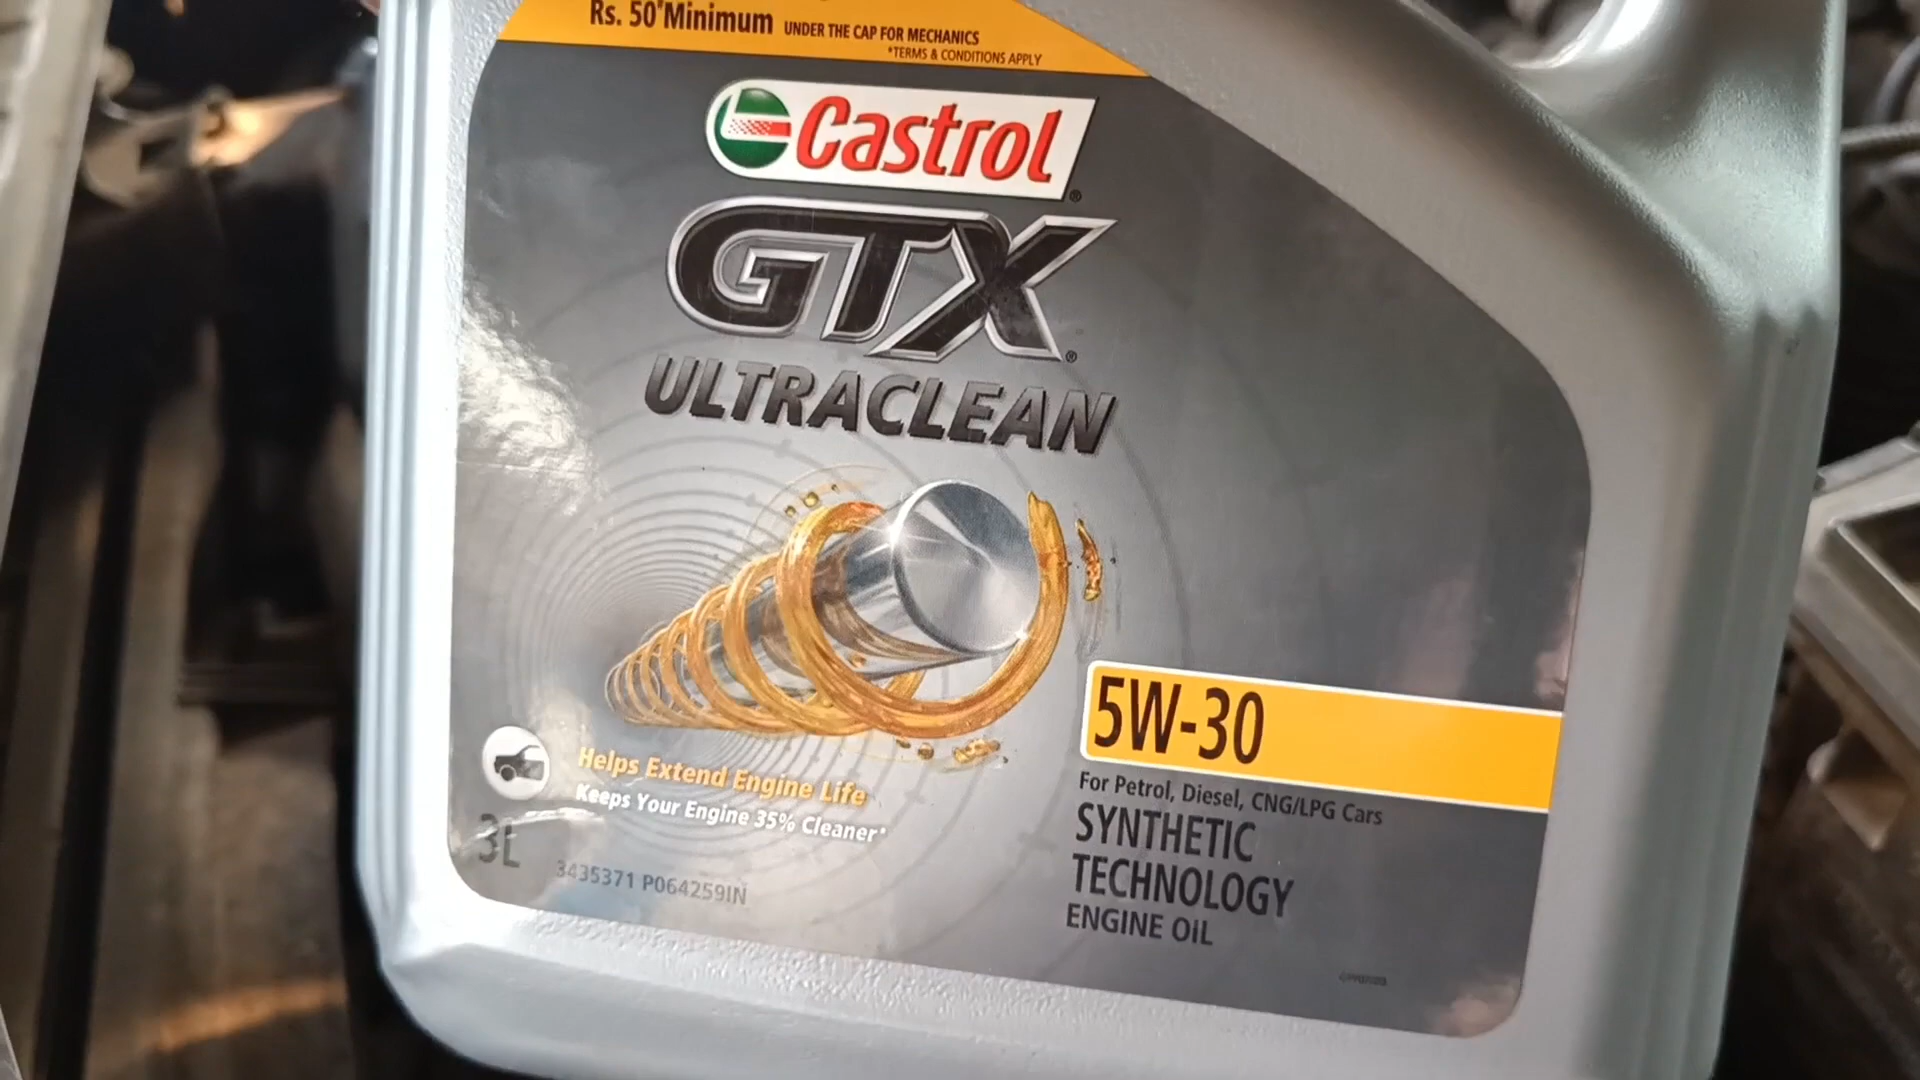 Rs. 50*Minimum UNDER THE CAP FOR MECHANICS
*TERMS & CONDITIONS APPLY
Castrol
GTX
ULTRACLEAN
5W-30
For Petrol, Diesel, CNG/LPG Cars
SYNTHETIC
TECHNOLOGY
ENGINE OIL
Helps Extend Engine Life
Keeps Your Engine 35% Cleaner*
3L
3435371 P064259IN